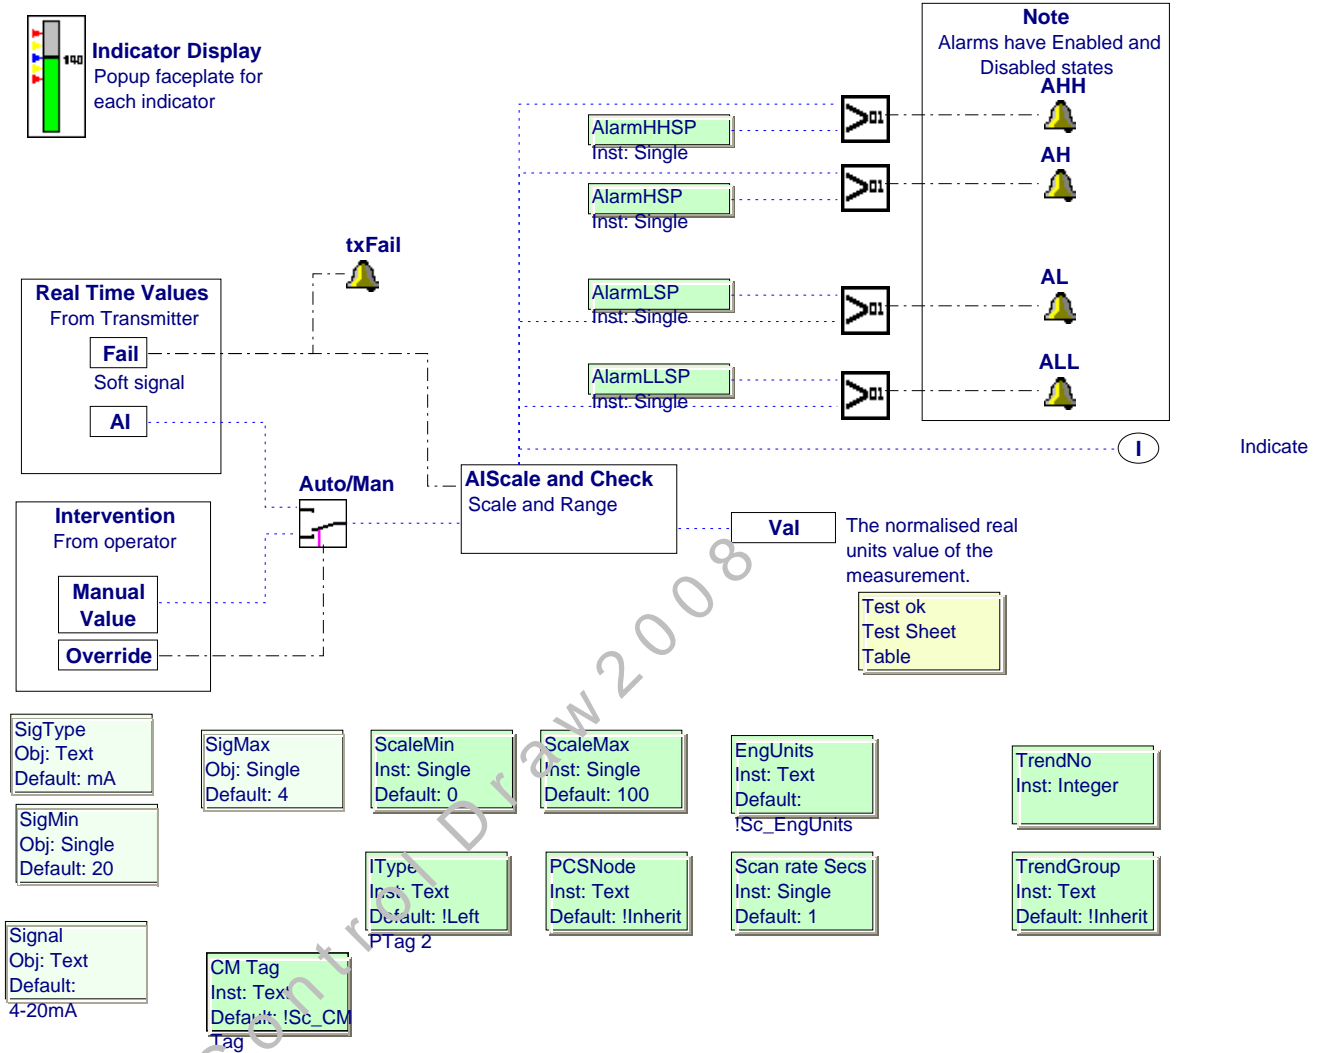 Indicator Display
Popup faceplate for
each indicator
190
Note
Alarms have Enabled and
Disabled states
AHH
AlarmHHSP
Inst: Single
01
AH
AlarmHSP
Inst: Single
01
txFail
AL
AlarmLSP
Inst: Single
01
ALL
AlarmLLSP
Inst: Single
01
Real Time Values
From Transmitter
Fail
Soft signal
AI
I
Indicate
Auto/Man
AIScale and Check
Scale and Range
Intervention
From operator
Manual
Value
Override
Val
The normalised real
units value of the
measurement.
Test ok
Test Sheet
Table
SigType
Obj: Text
Default: mA
SigMax
Obj: Single
Default: 4
ScaleMin
Inst: Single
Default: 0
ScaleMax
Inst: Single
Default: 100
EngUnits
Inst: Text
Default:
!Sc_EngUnits
TrendNo
Inst: Integer
SigMin
Obj: Single
Default: 20
IType
Inst: Text
Default: !Left
PTag 2
PCSNode
Inst: Text
Default: !Inherit
Scan rate Secs
Inst: Single
Default: 1
TrendGroup
Inst: Text
Default: !Inherit
Signal
Obj: Text
Default:
4-20mA
CM Tag
Inst: Text
Default: !Sc_CM
Tag
Control Draw2008